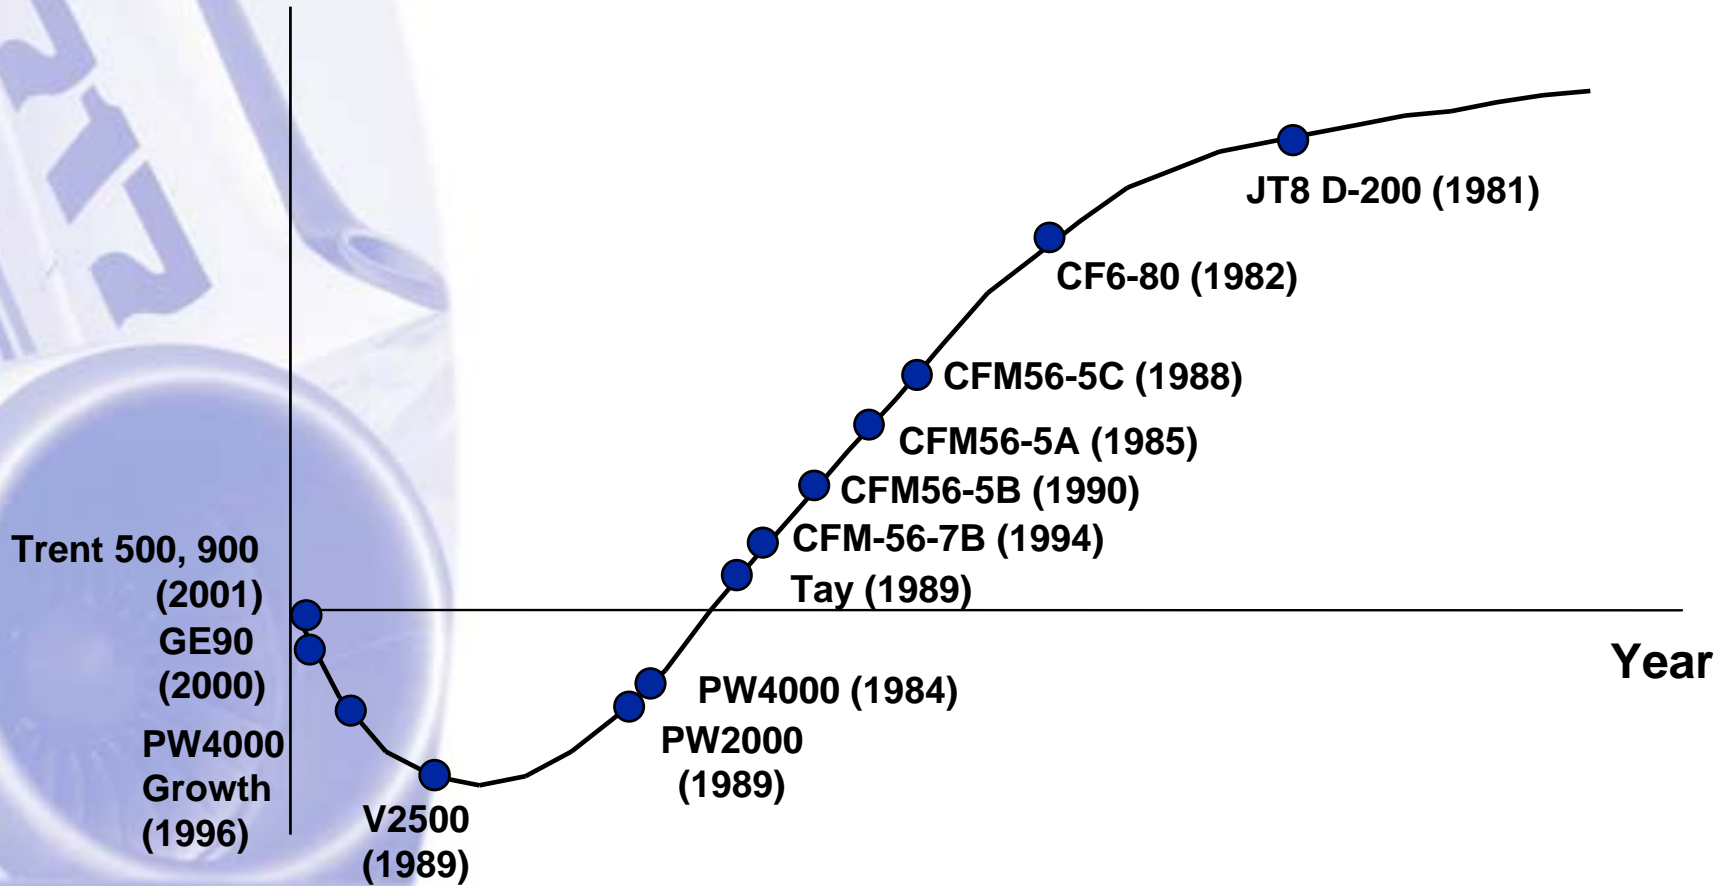 JT8 D-200 (1981)
CF6-80 (1982)
CFM56-5C (1988)
CFM56-5A (1985)
CFM56-5B (1990)
CFM-56-7B (1994)
Tay (1989)
Trent 500, 900
(2001)
GE90
(2000)
PW4000
Growth
(1996)
V2500
(1989)
PW4000 (1984)
PW2000
(1989)
Year